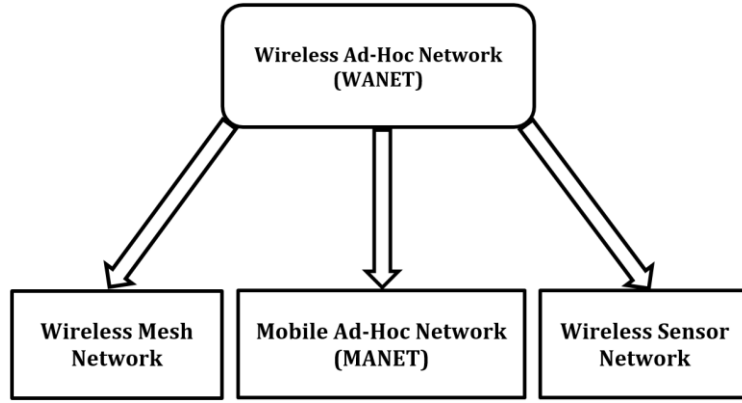 Wireless Ad-Hoc Network
(WANET)
Wireless Mesh
Network
Mobile Ad-Hoc Network
(MANET)
Wireless Sensor
Network